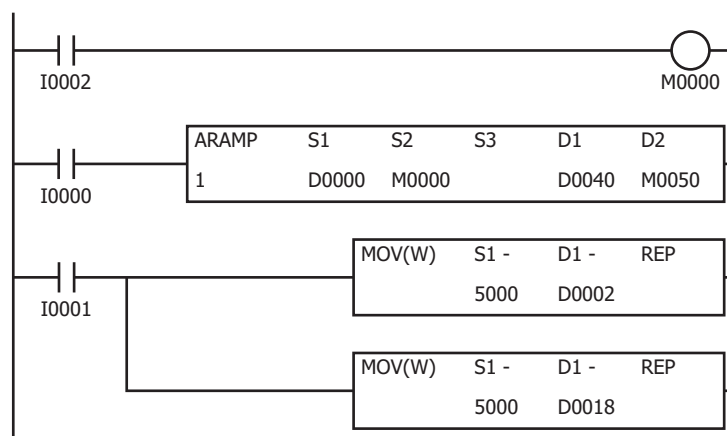 I0002
M0000
ARAMP S1 S2 S3 D1 D2
1 D0000 M0000 D0040 M0050
I0000
MOV(W) S1 - D1 - REP
5000 D0002
I0001
MOV(W) S1 - D1 - REP
5000 D0018